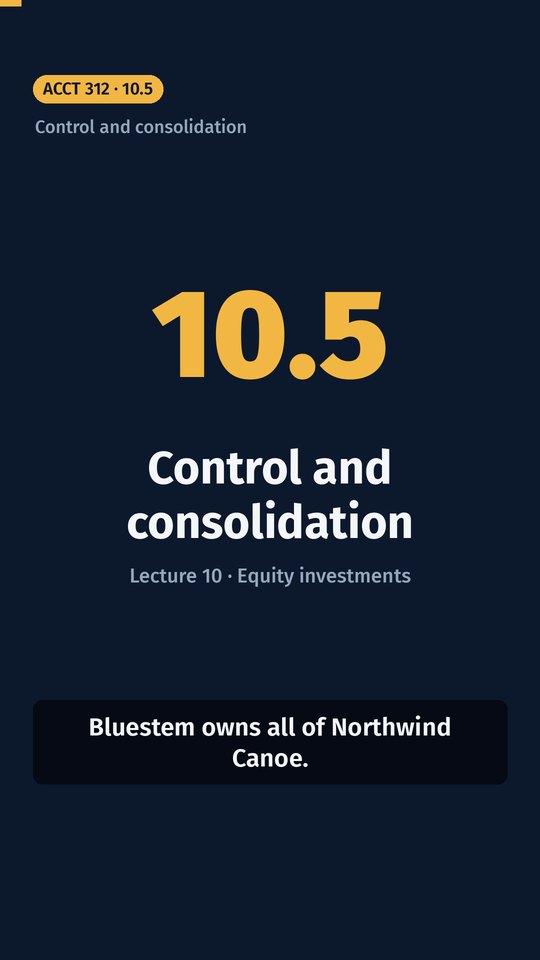 ACCT 312 · 10.5
Control and consolidation
10.5
Control and
consolidation
Lecture 10 · Equity investments
Bluestem owns all of Northwind
Canoe.